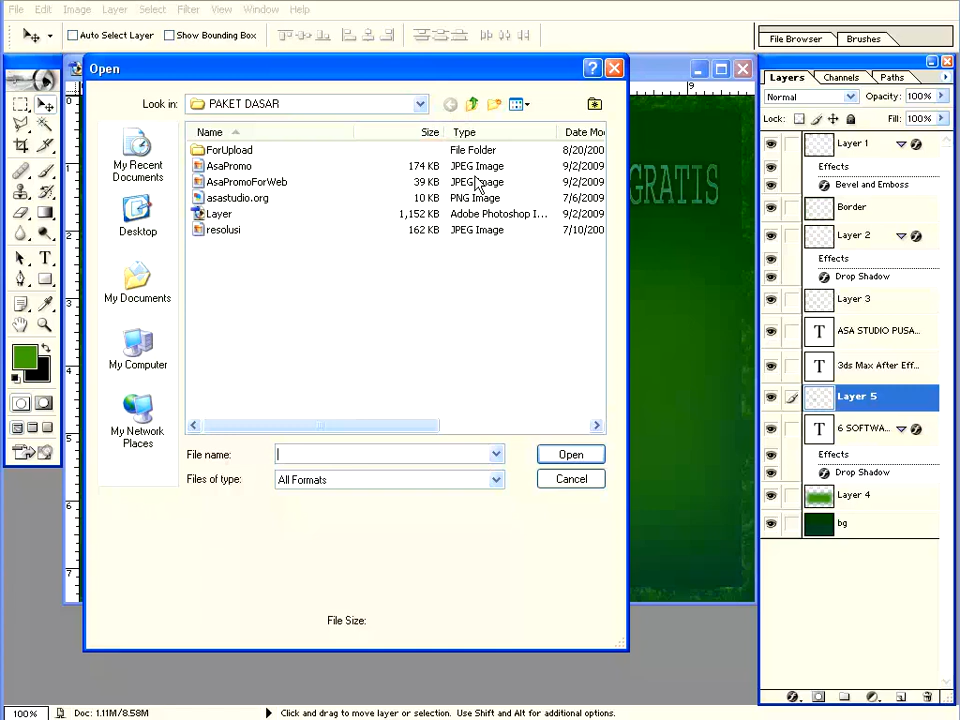 File Edit Image Layer Select Filter View Window Help
Auto Select Layer Show Bounding Box File Browser Brushes
Open
Look in: PAKET DASAR
Name Size Type Date Mo
ForUpload File Folder 8/20/200
AsaPromo 174 KB JPEG Image 9/2/2009
AsaPromoForWeb 39 KB JPEG Image 9/2/2009
asastudio.org 10 KB PNG Image 7/6/2009
Layer 1,152 KB Adobe Photoshop I... 9/2/2009
resolusi 162 KB JPEG Image 7/10/200
My Recent
Documents
Desktop
My Documents
My Computer
My Network
Places
File name: Open
Files of type: All Formats Cancel
File Size:
GRATIS
0
9
3
4
5
6
7
Layers Channels Paths
Normal Opacity: 100%
Lock: Fill: 100%
Layer 1
Effects
Bevel and Emboss
Border
Layer 2
Effects
Drop Shadow
Layer 3
T ASA STUDIO PUSA...
T 3ds Max After Eff...
Layer 5
T 6 SOFTWA...
Effects
Drop Shadow
Layer 4
bg
100% Doc: 1.11M/8.58M Click and drag to move layer or selection. Use Shift and Alt for additional options.